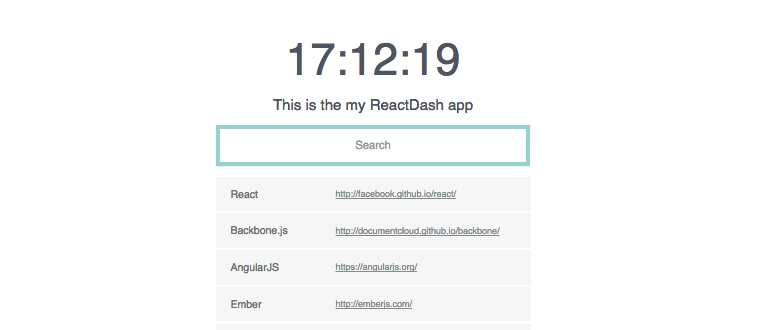 17:12:19
This is the my ReactDash app
Search
React http://facebook.github.io/react/
Backbone.js http://documentcloud.github.io/backbone/
AngularJS https://angularjs.org/
Ember http://emberjs.com/